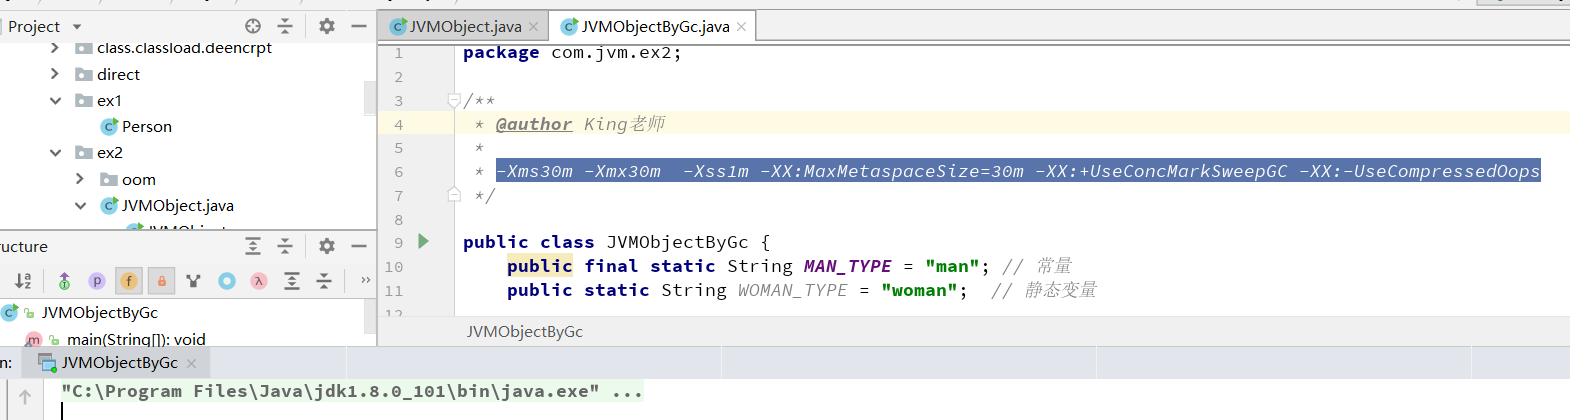 Project
class.classload.deencrpt
direct
ex1
Person
ex2
oom
JVMObject.java
ructure
JVMObjectByGc
main(String[]): void
JVMObject.java
JVMObjectByGc.java
1 package com.jvm.ex2;
2
3 /**
4 * @author King老师
5 *
6 * -Xms30m -Xmx30m  -Xss1m -XX:MaxMetaspaceSize=30m -XX:+UseConcMarkSweepGC -XX:-UseCompressedOops
7 */
8
9 public class JVMObjectByGc {
10 public final static String MAN_TYPE = "man"; // 常量
11 public static String WOMAN_TYPE = "woman";  // 静态变量
12
JVMObjectByGc
n: JVMObjectByGc
"C:\Program Files\Java\jdk1.8.0_101\bin\java.exe" ...